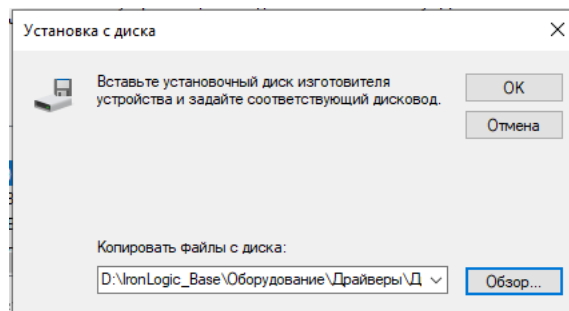 Установка с диска
Вставьте установочный диск изготовителя
устройства и задайте соответствующий дисковод.
OK
Отмена
Копировать файлы с диска:
D:\IronLogic_Base\Оборудование\Драйверы\Д
Обзор...